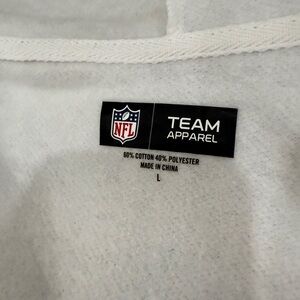 NFL
TEAM
APPAREL
60% COTTON 40% POLYESTER
MADE IN CHINA
L